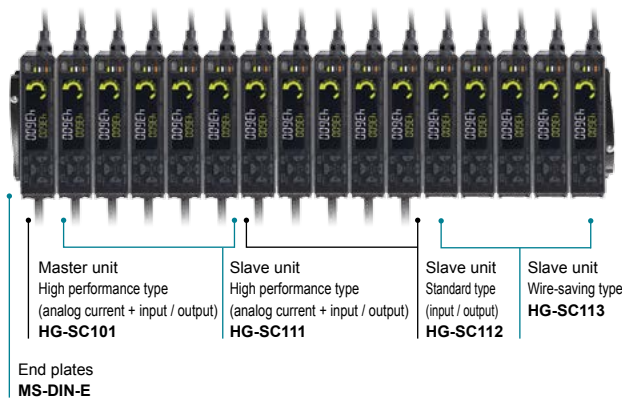 Master unit
High performance type
(analog current + input / output)
HG-SC101
Slave unit
High performance type
(analog current + input / output)
HG-SC111
Slave unit
Standard type
(input / output)
HG-SC112
Slave unit
Wire-saving type
HG-SC113
End plates
MS-DIN-E